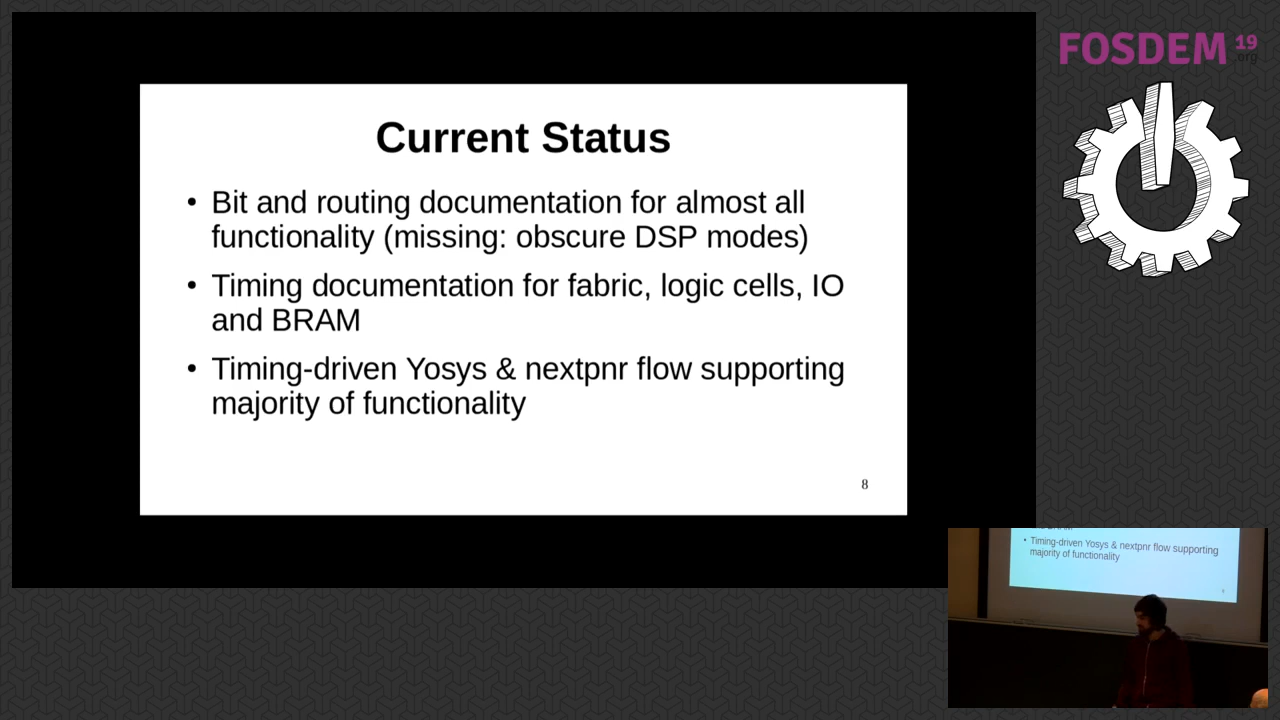 Current Status
• Bit and routing documentation for almost all
functionality (missing: obscure DSP modes)
• Timing documentation for fabric, logic cells, IO
and BRAM
• Timing-driven Yosys & nextpnr flow supporting
majority of functionality
8
FOSDEM 19
.org
• Timing-driven Yosys & nextpnr flow supporting
majority of functionality